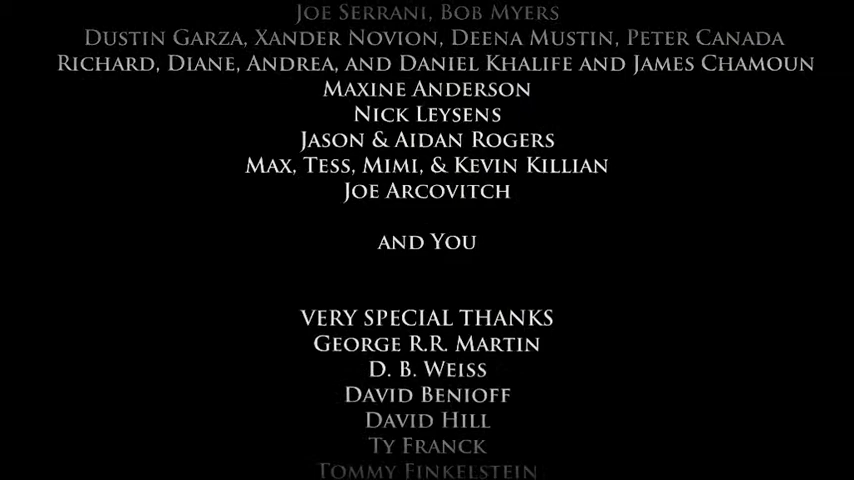 Joe Serrani, Bob Myers
Dustin Garza, Xander Novion, Deena Mustin, Peter Canada
Richard, Diane, Andrea, and Daniel Khalife and James Chamoun
Maxine Anderson
Nick Leysens
Jason & Aidan Rogers
Max, Tess, Mimi, & Kevin Killian
Joe Arcovitch
and You
VERY SPECIAL THANKS
George R.R. Martin
D. B. Weiss
David Benioff
David Hill
Ty Franck
Tommy Finkelstein